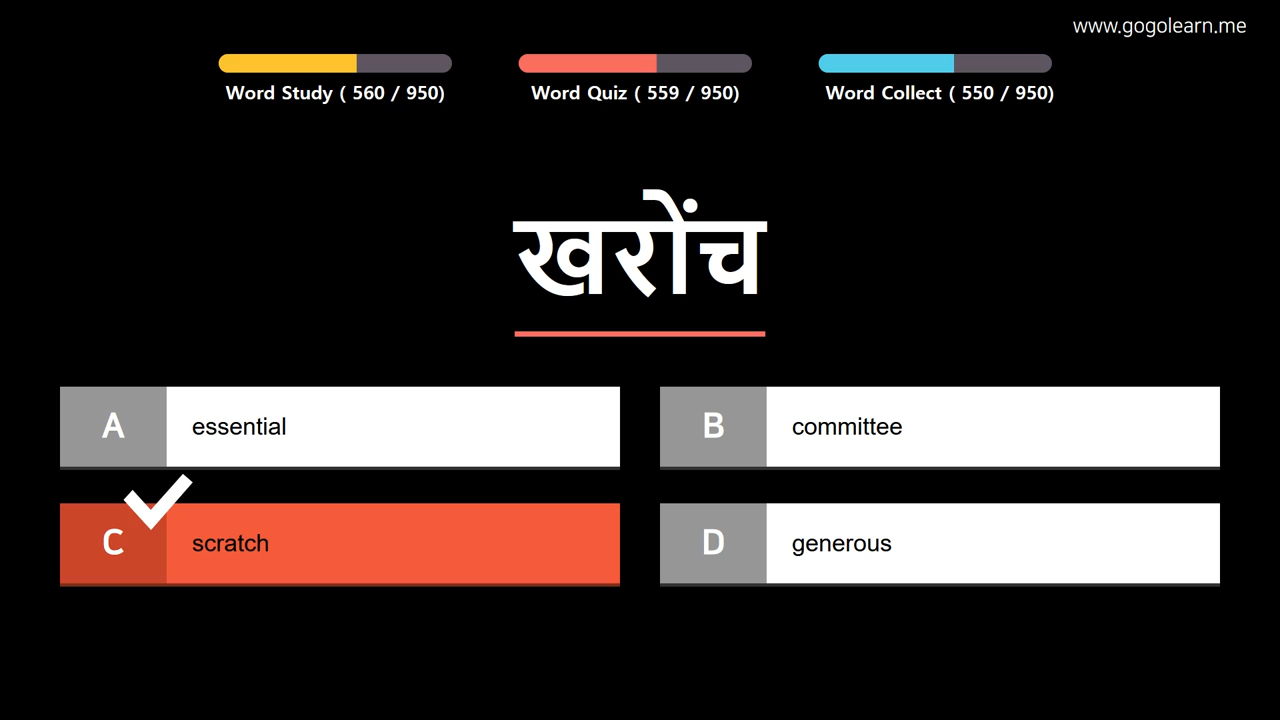 www.gogolearn.me
Word Study ( 560 / 950)
Word Quiz ( 559 / 950)
Word Collect ( 550 / 950)
खरोंच
A essential
B committee
C scratch
D generous